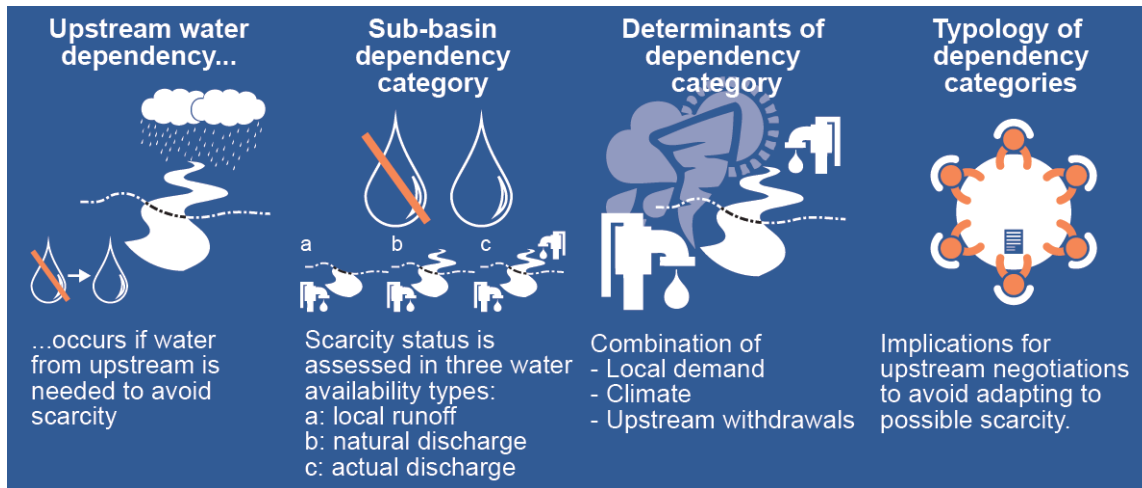 Upstream water
dependency...
...occurs if water
from upstream is
needed to avoid
scarcity
Sub-basin
dependency
category
a
b
c
Scarcity status is
assessed in three water
availability types:
a: local runoff
b: natural discharge
c: actual discharge
Determinants of
dependency
category
Combination of
- Local demand
- Climate
- Upstream withdrawals
Typology of
dependency
categories
Implications for
upstream negotiations
to avoid adapting to
possible scarcity.